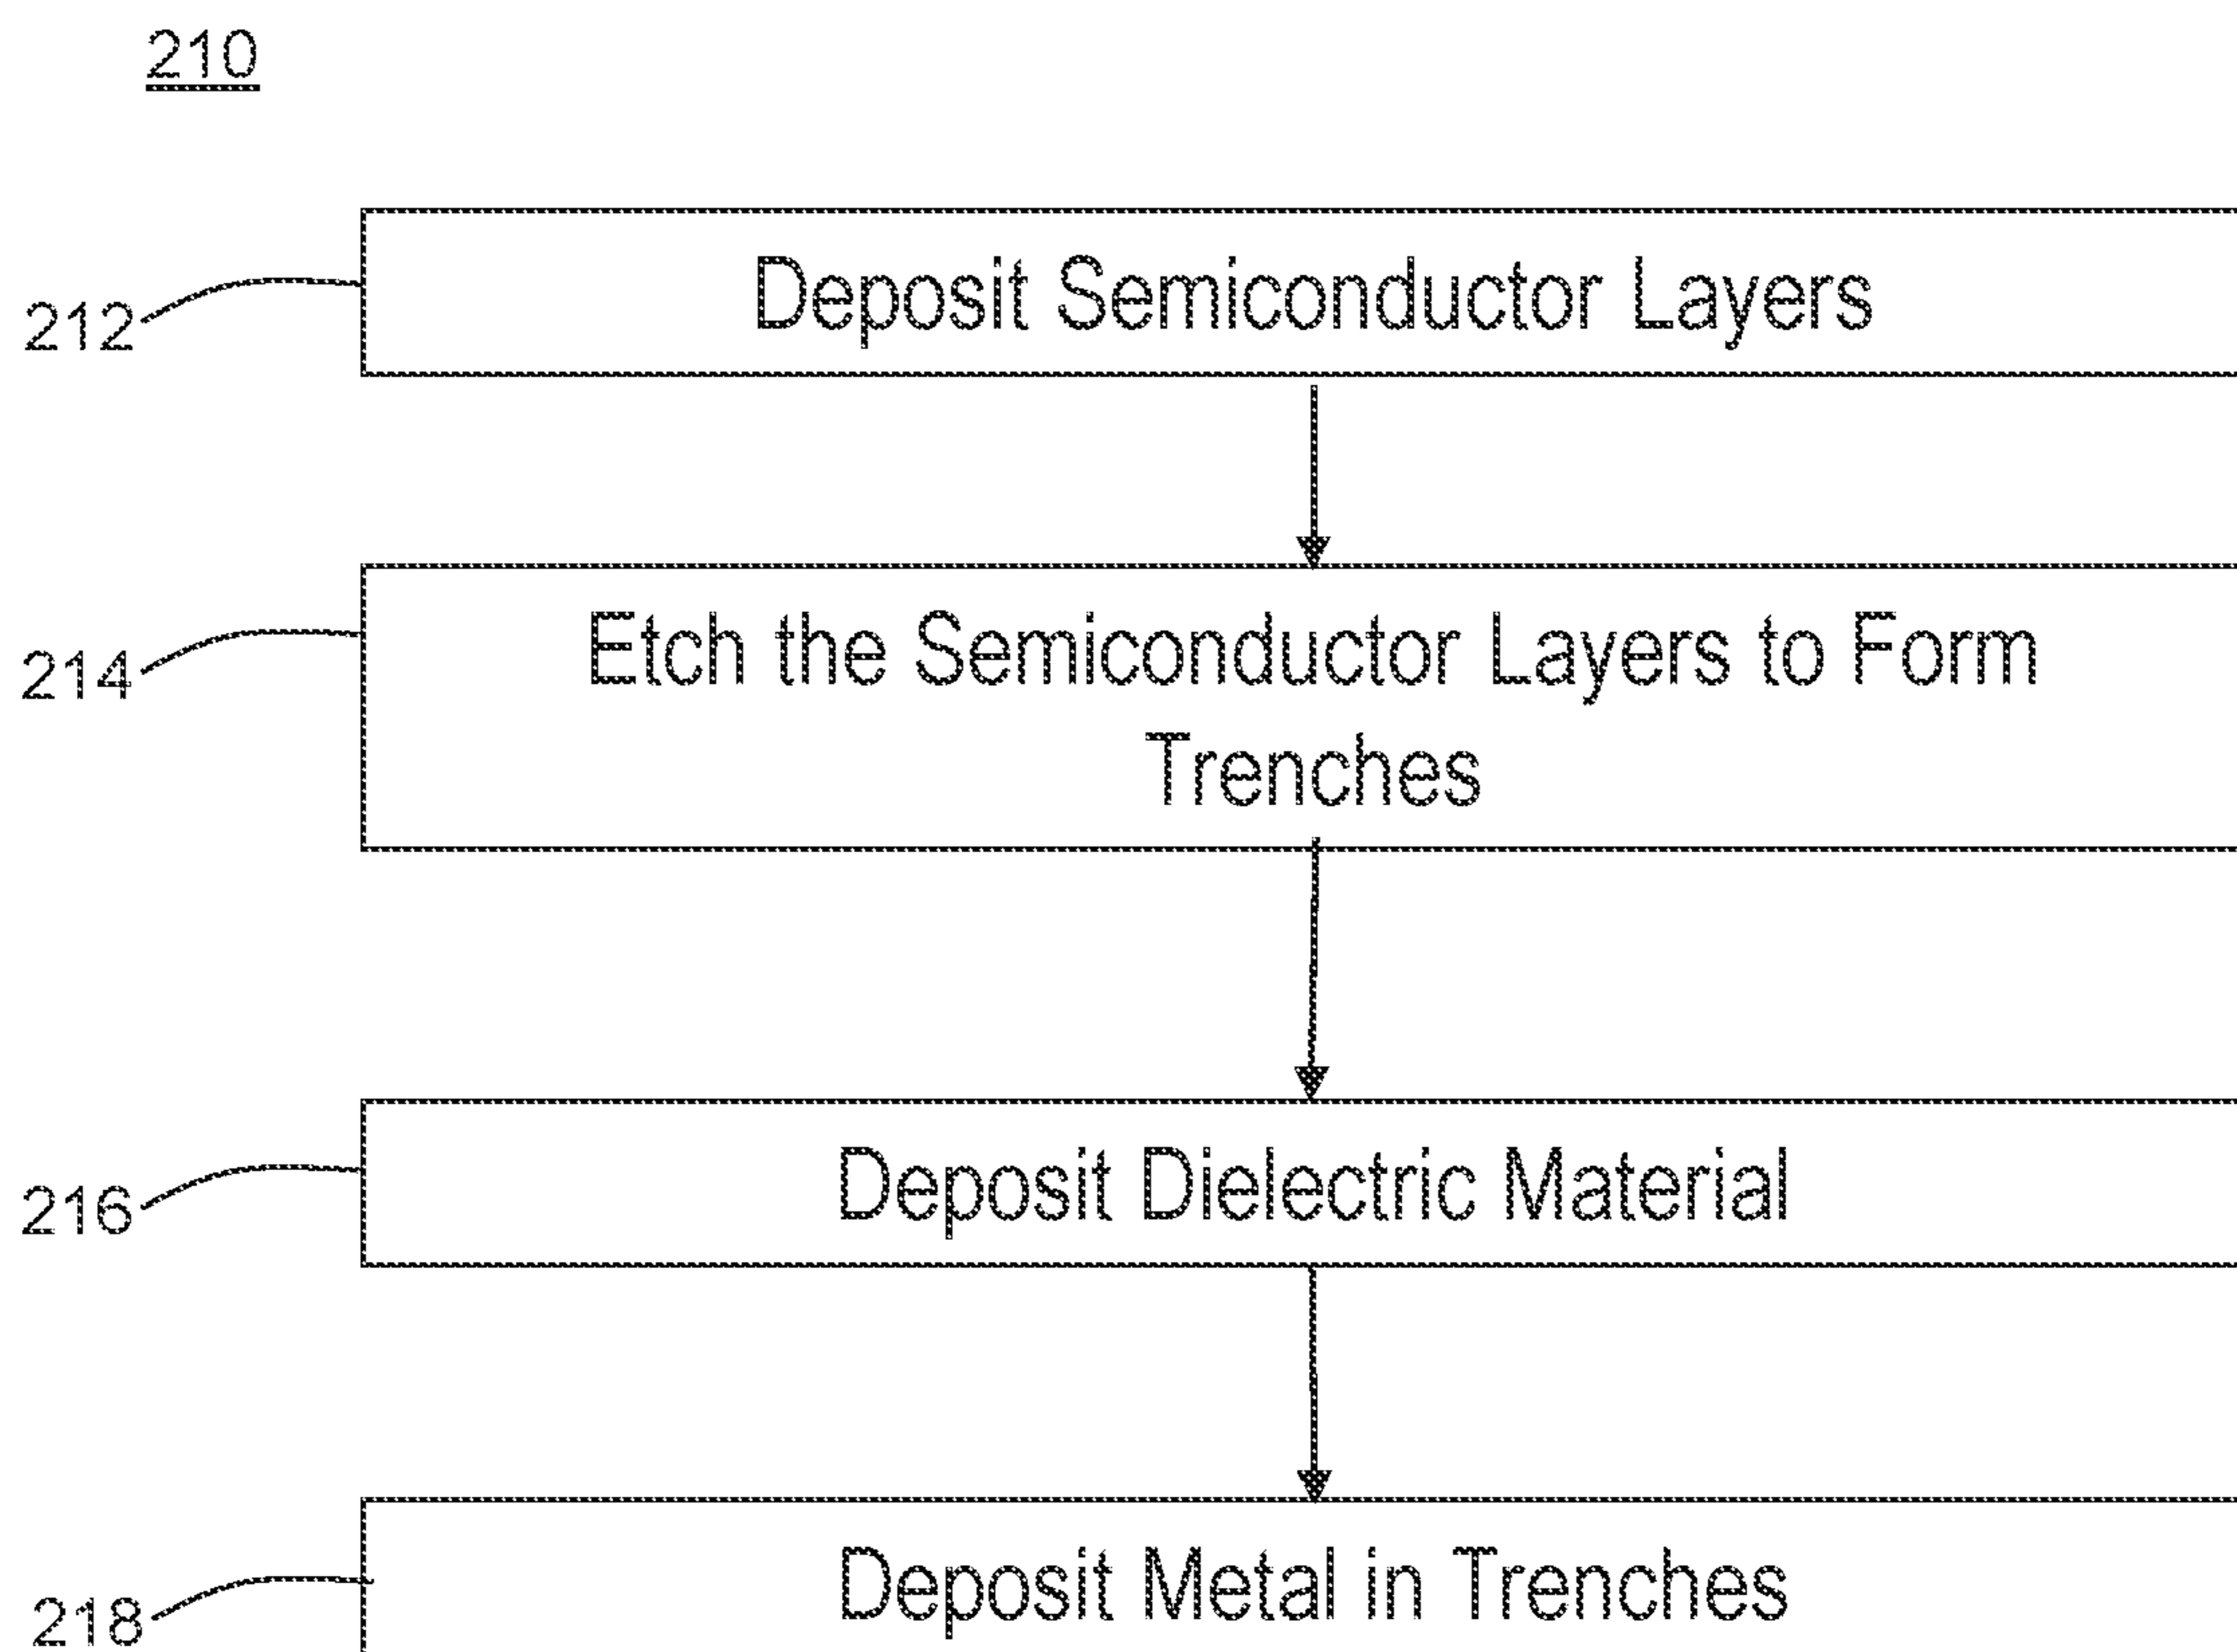 210
212
Deposit Semiconductor Layers
214
Etch the Semiconductor Layers to Form
Trenches
216
Deposit Dielectric Material
218
Deposit Metal in Trenches